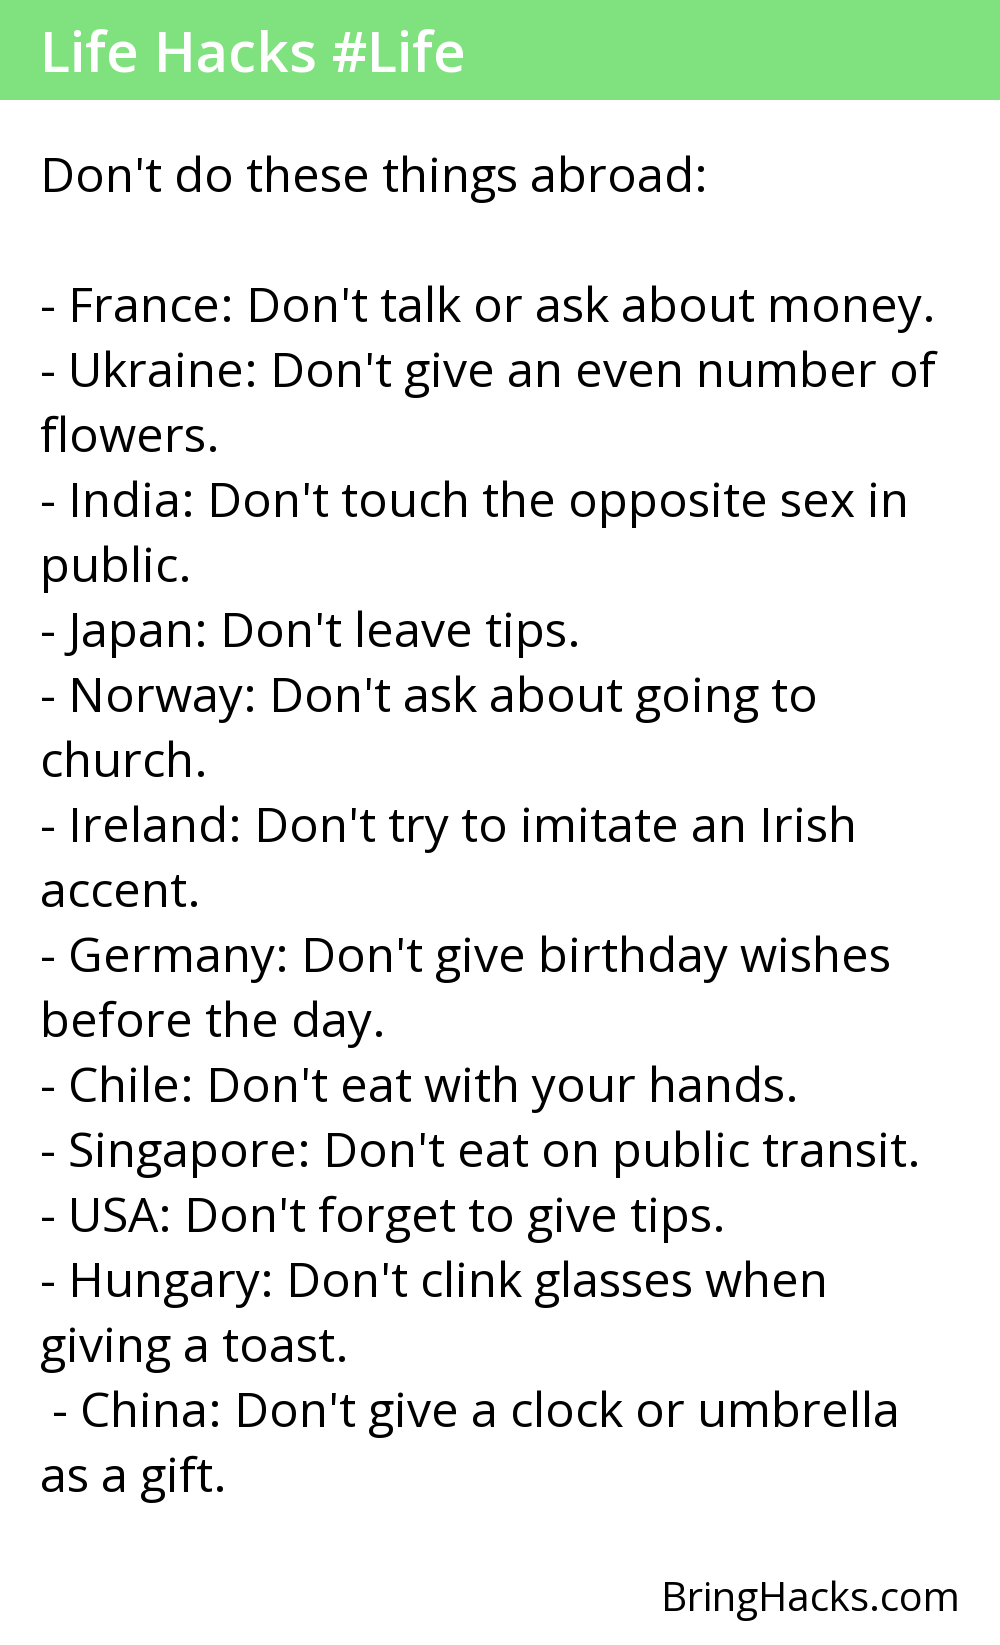 Life Hacks #Life
Don't do these things abroad:
- France: Don't talk or ask about money.
- Ukraine: Don't give an even number of
flowers.
- India: Don't touch the opposite sex in
public.
- Japan: Don't leave tips.
- Norway: Don't ask about going to
church.
- Ireland: Don't try to imitate an Irish
accent.
- Germany: Don't give birthday wishes
before the day.
- Chile: Don't eat with your hands.
- Singapore: Don't eat on public transit.
- USA: Don't forget to give tips.
- Hungary: Don't clink glasses when
giving a toast.
- China: Don't give a clock or umbrella
as a gift.
BringHacks.com